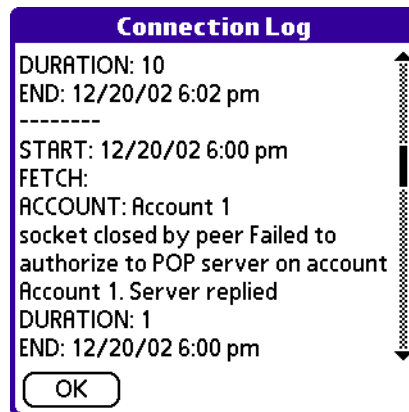 Connection Log
DURATION: 10
END: 12/20/02 6:02 pm
--------
START: 12/20/02 6:00 pm
FETCH:
ACCOUNT: Account 1
socket closed by peer Failed to
authorize to POP server on account
Account 1. Server replied
DURATION: 1
END: 12/20/02 6:00 pm
OK